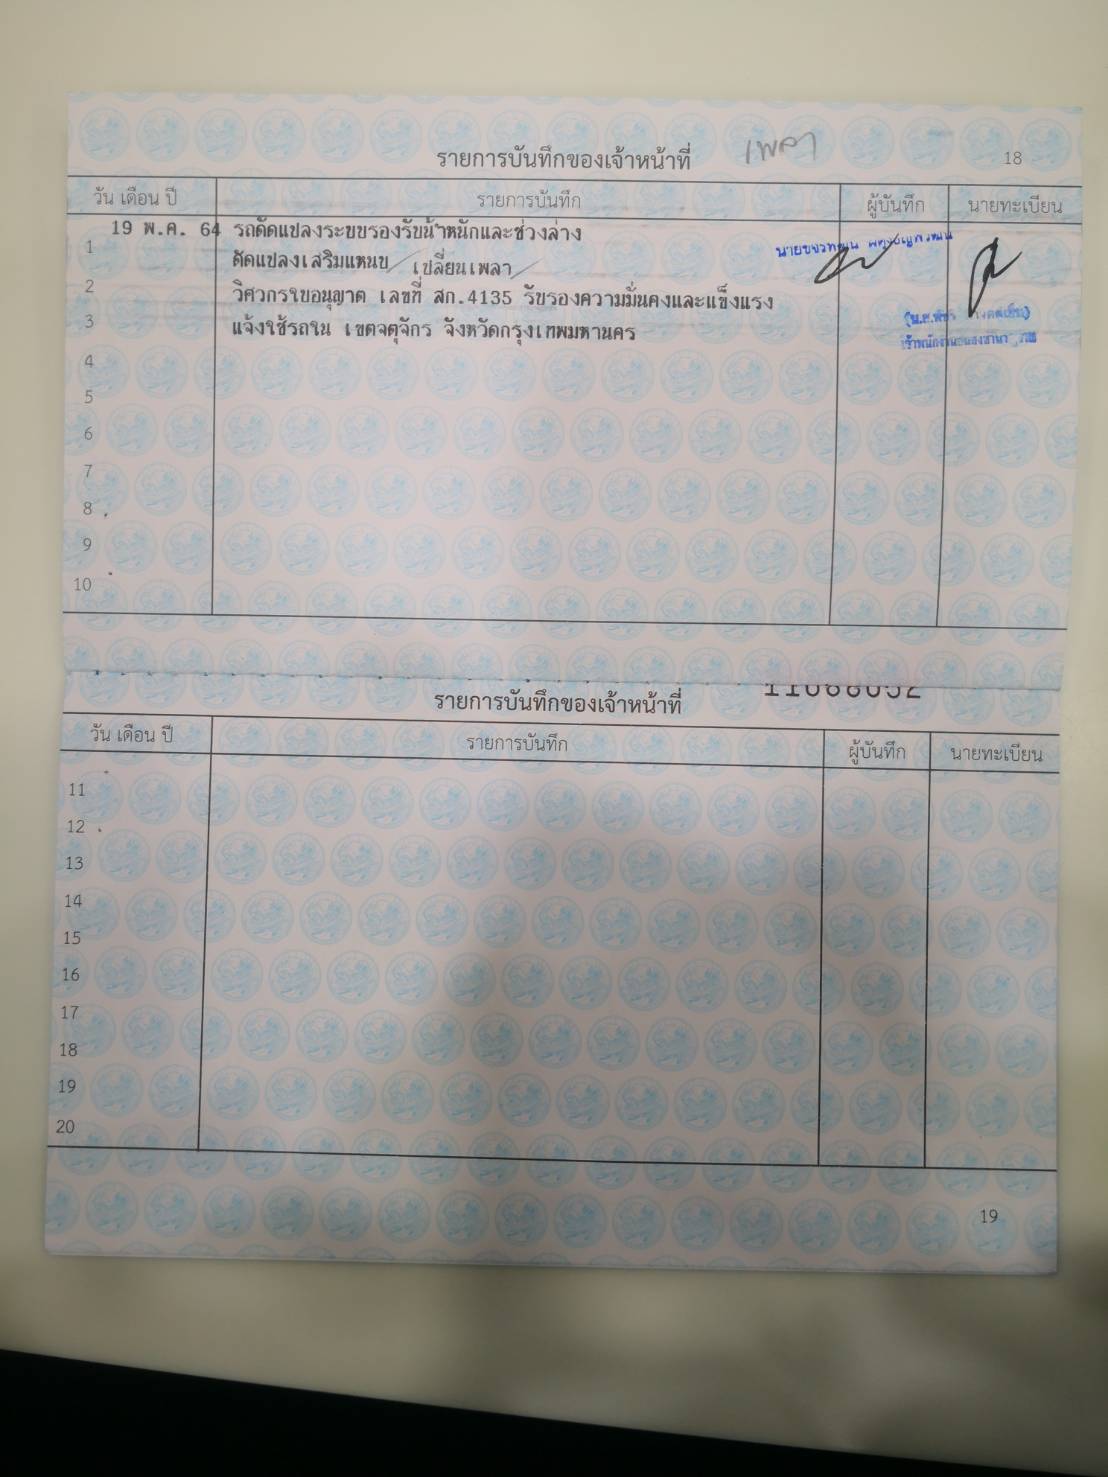 รายการบันทึกของเจ้าหน้าที่ เพลา 18
วัน เดือน ปี รายการบันทึก ผู้บันทึก นายทะเบียน
1 19 พ.ค. 64 รถดัดแปลงระบบรองรับน้ำหนักและช่วงล่าง
ดัดแปลงเสริมแหนบ / เปลี่ยนเพลา /
2 วิศวกรใบอนุญาต เลขที่ สก.4135 รับรองความมั่นคงและแข็งแรง
3 แจ้งใช้รถใน เขตจตุจักร จังหวัดกรุงเทพมหานคร
4
5
6
7
8
9
10
รายการบันทึกของเจ้าหน้าที่
วัน เดือน ปี รายการบันทึก ผู้บันทึก นายทะเบียน
11
12
13
14
15
16
17
18
19
20
19